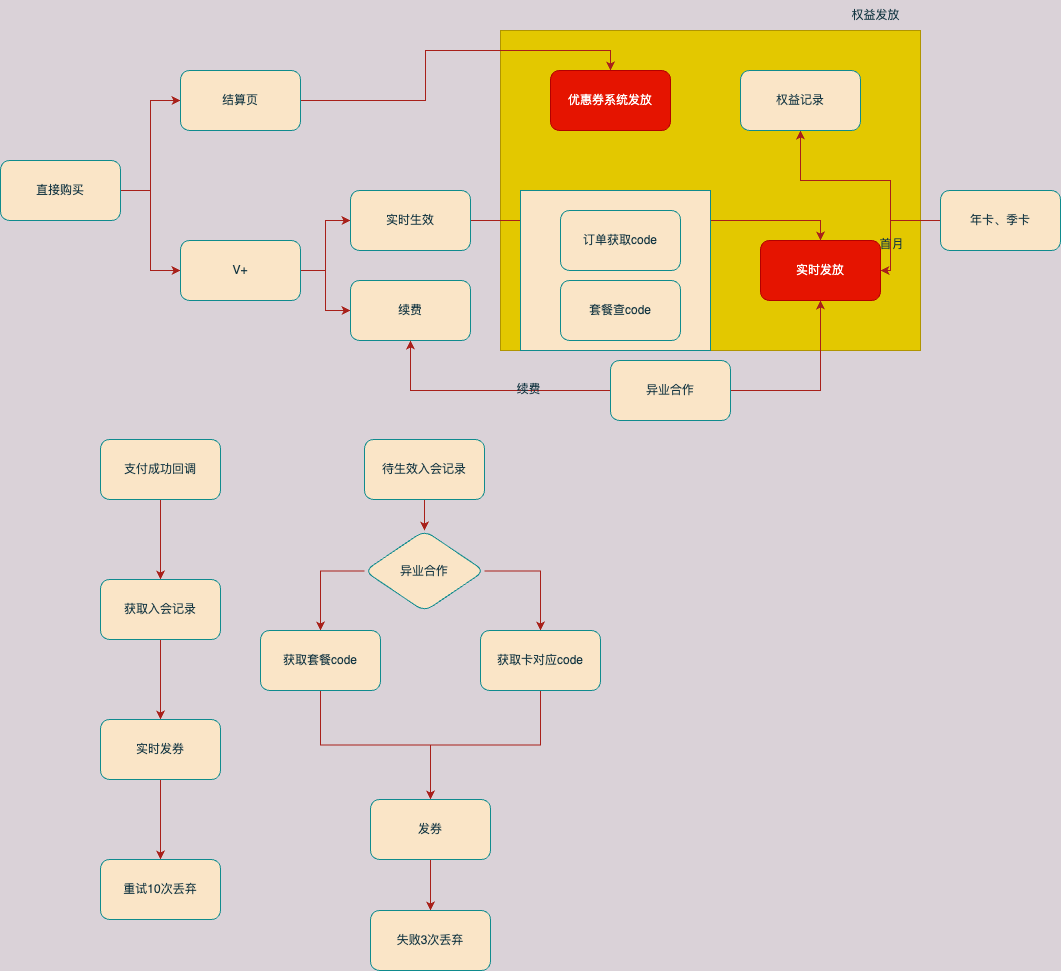 权益发放
结算页
优惠券系统发放
权益记录
直接购买
实时生效
年卡、季卡
订单获取code
首月
V+
实时发放
续费
套餐查code
续费
异业合作
支付成功回调
待生效入会记录
异业合作
获取入会记录
获取套餐code
获取卡对应code
实时发券
发券
重试10次丢弃
失败3次丢弃